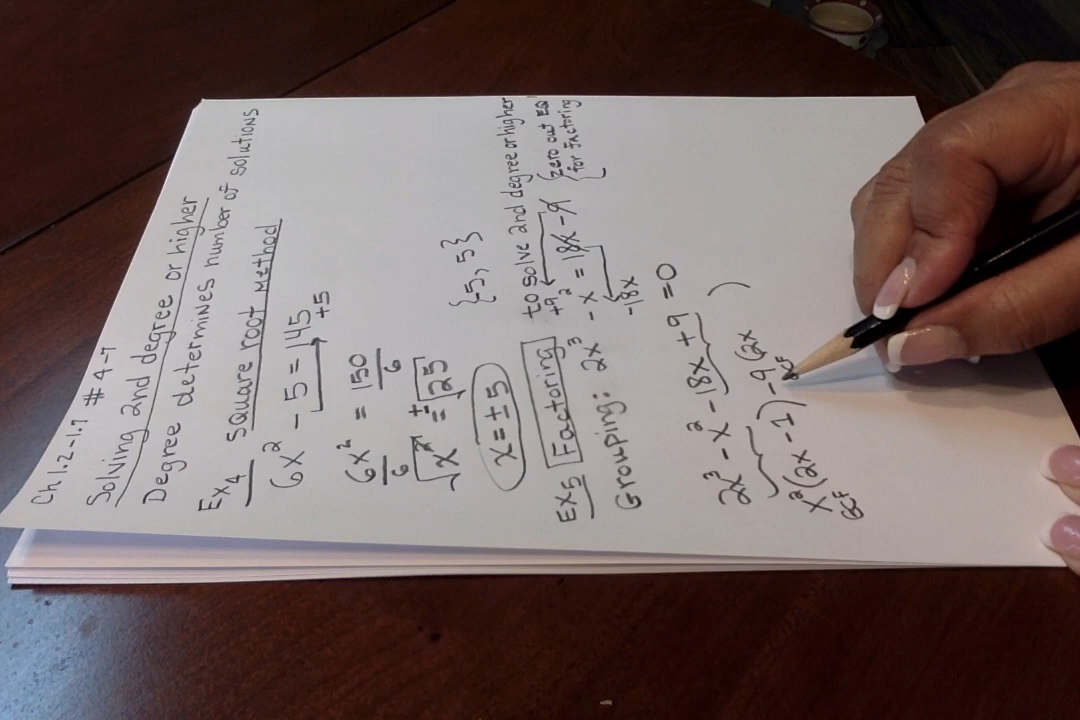 Ch 1.2-1.7 #4-7
Solving 2nd degree or higher
Degree determines number of solutions
Ex4 square root method
6x² - 5 = 145
+5
6x² = 150
6 6
√x² = ±√25
x = ± 5
{-5, 5}
Ex5 Factoring to solve 2nd degree or higher
+9
Grouping: 2x³ - x² = 18x - 9 {zero out EQ for factoring
-18x
2x³ - x² - 18x + 9 = 0
x²(2x - 1) - 9(2x )
GCF GCF